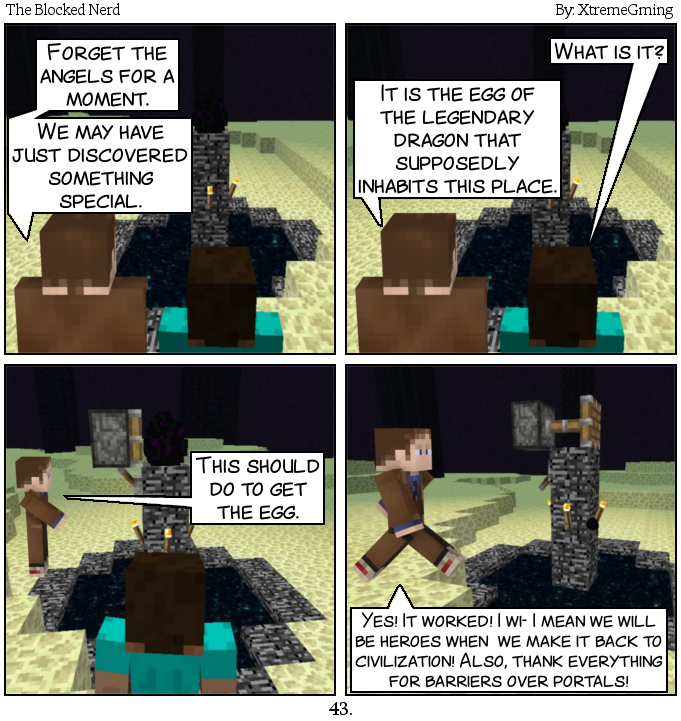 The Blocked Nerd
By: XtremeGming
Forget the
angels for a
moment.
We may have
just discovered
something
special.
What is it?
It is the egg of
the legendary
dragon that
supposedly
inhabits this place.
This should
do to get
the egg.
Yes! It worked! I wi- I mean we will
be heroes when we make it back to
civilization! Also, thank everything
for barriers over portals!
43.